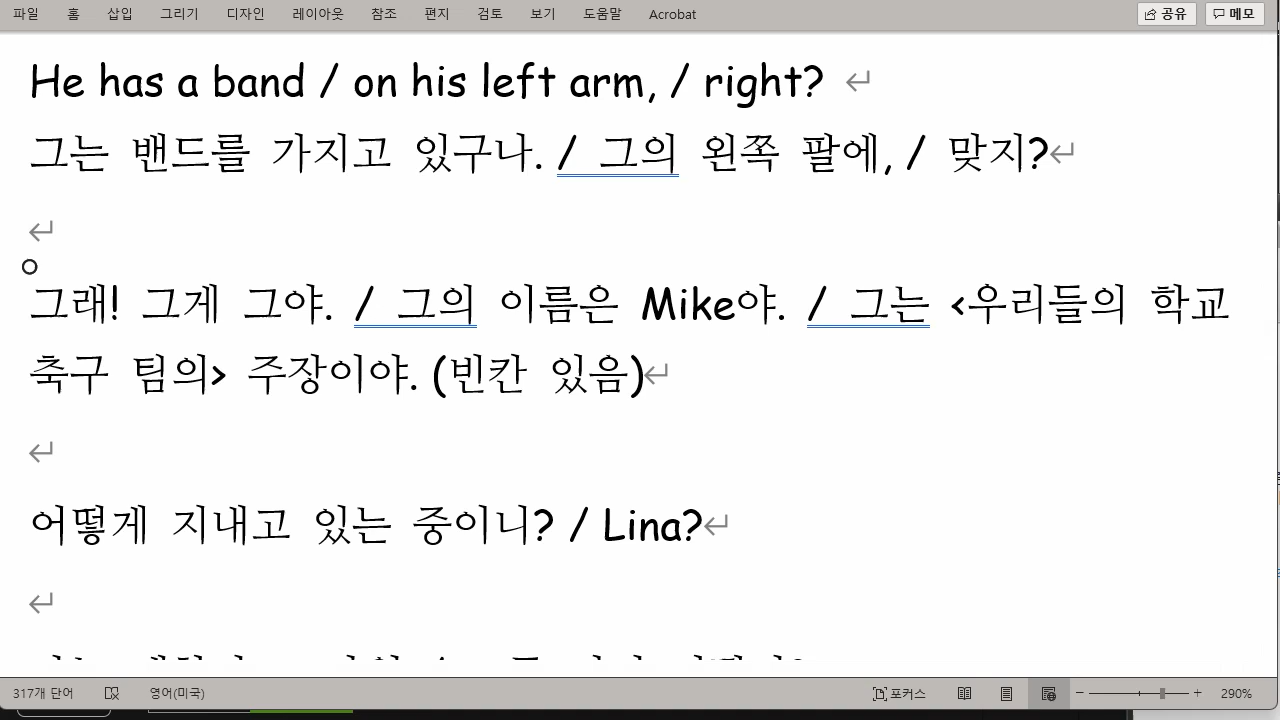 파일 홈 삽입 그리기 디자인 레이아웃 참조 편지 검토 보기 도움말 Acrobat 공유 메모
He has a band / on his left arm, / right?
그는 밴드를 가지고 있구나. / 그의 왼쪽 팔에, / 맞지?
그래! 그게 그야. / 그의 이름은 Mike야. / 그는 <우리들의 학교
축구 팀의> 주장이야. (빈칸 있음)
어떻게 지내고 있는 중이니? / Lina?
317개 단어 영어(미국) 포커스 290%